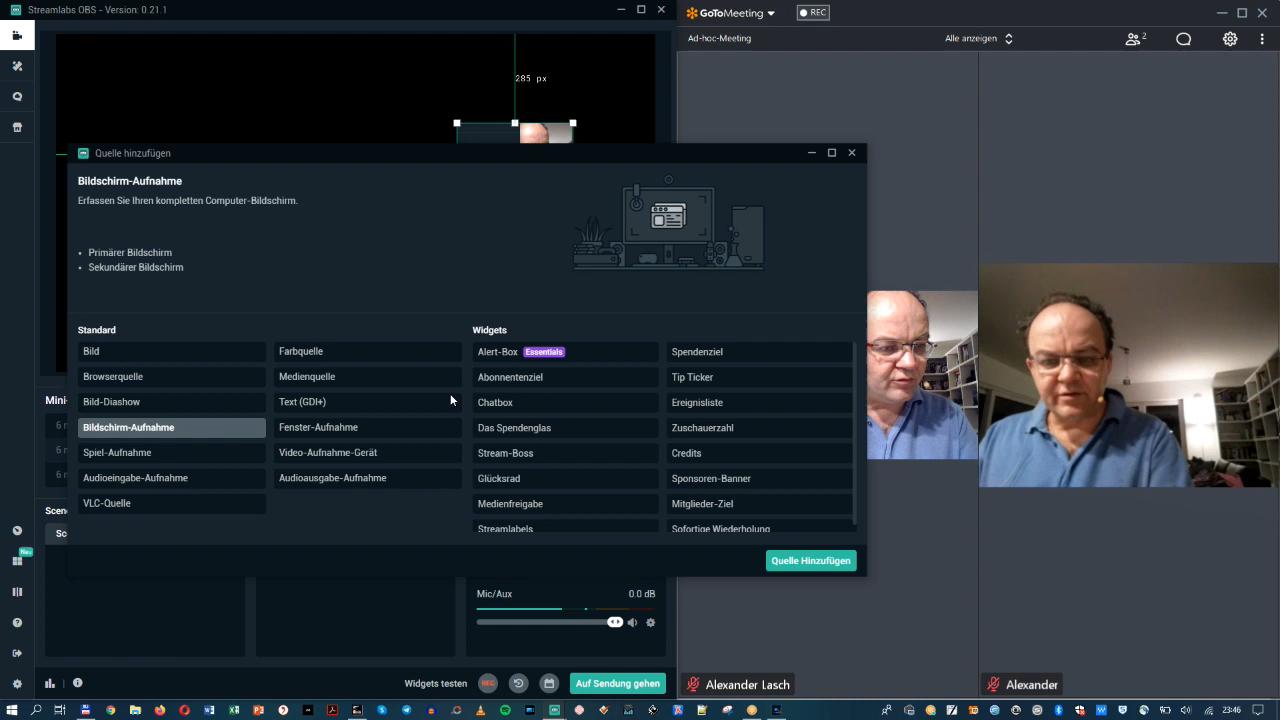 Streamlabs OBS - Version: 0.21.1
285 px
GoToMeeting
REC
Ad-hoc-Meeting
Alle anzeigen
2
Quelle hinzufügen
Bildschirm-Aufnahme
Erfassen Sie Ihren kompletten Computer-Bildschirm.
Primärer Bildschirm
Sekundärer Bildschirm
Standard
Widgets
Bild
Farbquelle
Browserquelle
Medienquelle
Bild-Diashow
Text (GDI+)
Bildschirm-Aufnahme
Fenster-Aufnahme
Spiel-Aufnahme
Video-Aufnahme-Gerät
Audioeingabe-Aufnahme
Audioausgabe-Aufnahme
VLC-Quelle
Alert-Box Essentials
Spendenziel
Abonnentenziel
Tip Ticker
Chatbox
Ereignisliste
Das Spendenglas
Zuschauerzahl
Stream-Boss
Credits
Glücksrad
Sponsoren-Banner
Medienfreigabe
Mitglieder-Ziel
Streamlabels
Sofortige Wiederholung
Quelle Hinzufügen
Mini-
Neu
Mic/Aux
0.0 dB
Widgets testen
REC
Auf Sendung gehen
Alexander Lasch
Alexander
23:46